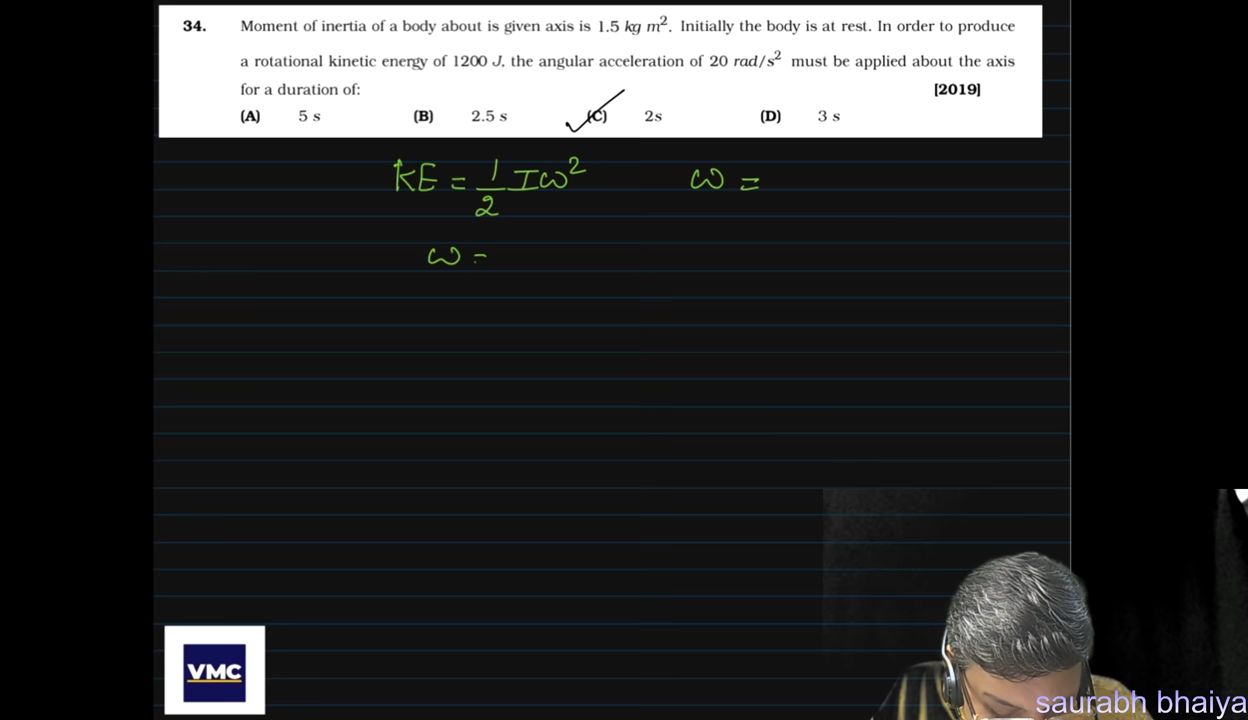 34. Moment of inertia of a body about is given axis is 1.5 kg m². Initially the body is at rest. In order to produce
a rotational kinetic energy of 1200 J, the angular acceleration of 20 rad/s² must be applied about the axis
for a duration of: [2019]
(A) 5 s (B) 2.5 s (C) 2s (D) 3 s
KE = 1/2 Iω² ω =
ω =
VMC
saurabh bhaiya